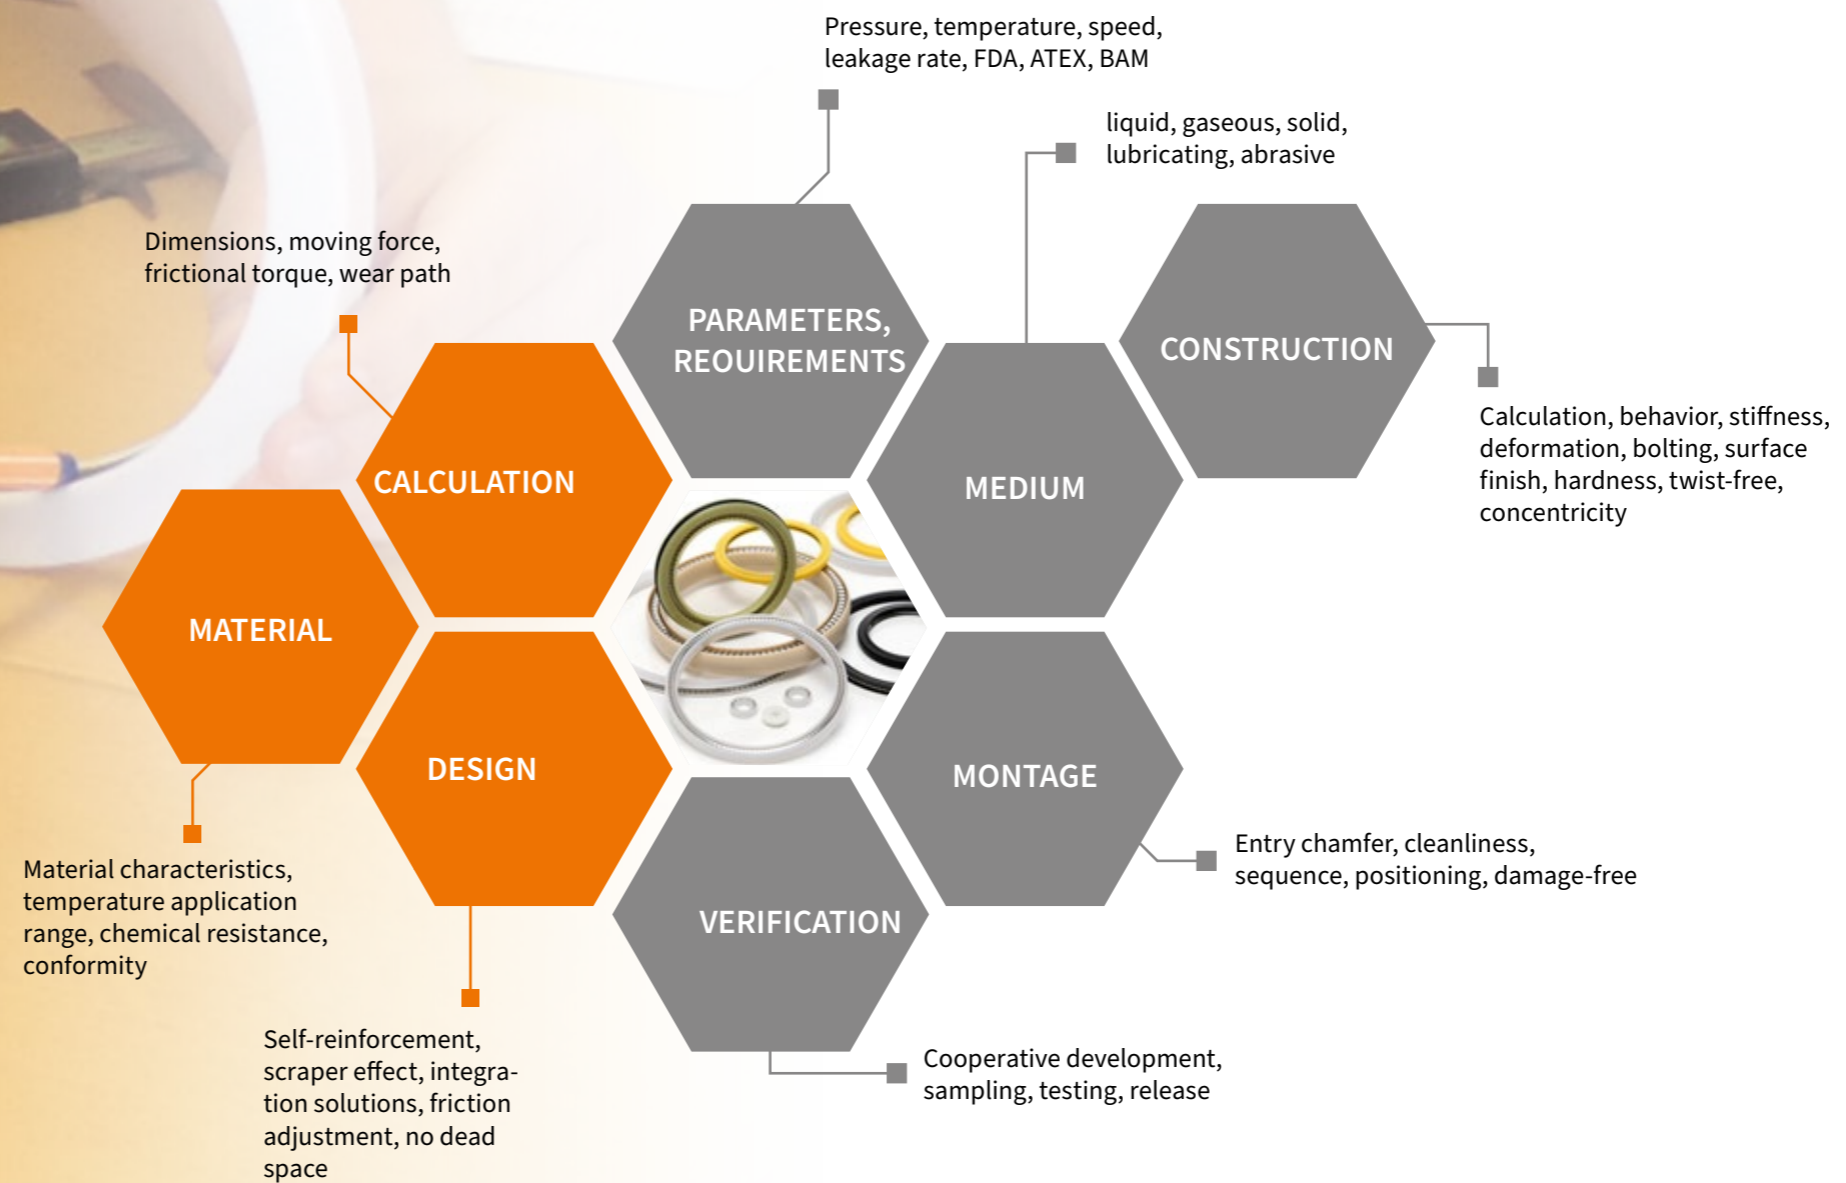 Pressure, temperature, speed,
leakage rate, FDA, ATEX, BAM
liquid, gaseous, solid,
lubricating, abrasive
Dimensions, moving force,
frictional torque, wear path
PARAMETERS,
REOUIREMENTS
CONSTRUCTION
Calculation, behavior, stiffness,
deformation, bolting, surface
finish, hardness, twist-free,
concentricity
CALCULATION
MEDIUM
MATERIAL
DESIGN
MONTAGE
Material characteristics,
temperature application
range, chemical resistance,
conformity
Entry chamfer, cleanliness,
sequence, positioning, damage-free
VERIFICATION
Self-reinforcement,
scraper effect, integra-
tion solutions, friction
adjustment, no dead
space
Cooperative development,
sampling, testing, release